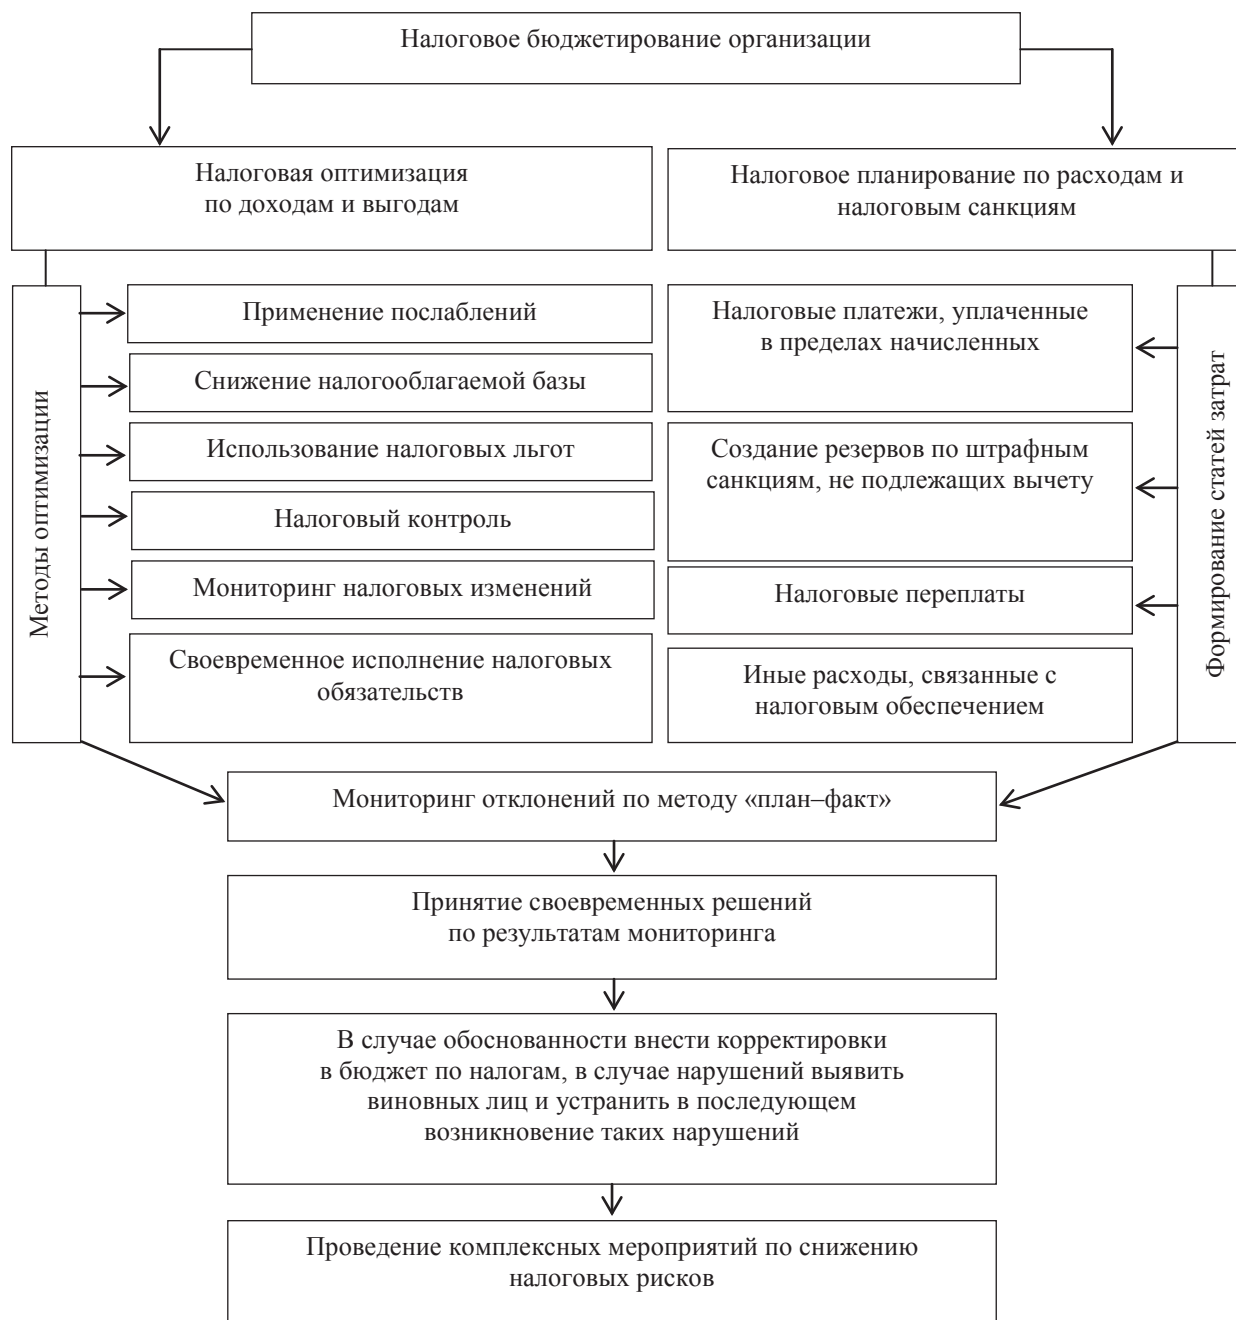 Налоговое бюджетирование организации
Налоговая оптимизация
по доходам и выгодам
Налоговое планирование по расходам и
налоговым санкциям
Методы оптимизации
Применение послаблений
Снижение налогооблагаемой базы
Использование налоговых льгот
Налоговый контроль
Мониторинг налоговых изменений
Своевременное исполнение налоговых
обязательств
Налоговые платежи, уплаченные
в пределах начисленных
Создание резервов по штрафным
санкциям, не подлежащих вычету
Налоговые переплаты
Иные расходы, связанные с
налоговым обеспечением
Формирование статей затрат
Мониторинг отклонений по методу «план–факт»
Принятие своевременных решений
по результатам мониторинга
В случае обоснованности внести корректировки
в бюджет по налогам, в случае нарушений выявить
виновных лиц и устранить в последующем
возникновение таких нарушений
Проведение комплексных мероприятий по снижению
налоговых рисков